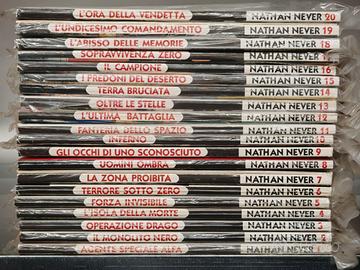 L'ORA DELLA VENDETTA NATHAN NEVER 20
L'UNDICESIMO COMANDAMENTO NATHAN NEVER 19
L'ABISSO DELLE MEMORIE NATHAN NEVER 18
SOPRAVVIVENZA ZERO NATHAN NEVER
IL CAMPIONE NATHAN NEVER 16
I PREDONI DEL DESERTO NATHAN NEVER 15
TERRA BRUCIATA NATHAN NEVER 14
OLTRE LE STELLE NATHAN NEVER 13
L'ULTIMA BATTAGLIA NATHAN NEVER 12
FANTERIA DELLO SPAZIO NATHAN NEVER 11
INFERNO NATHAN NEVER 10
GLI OCCHI DI UNO SCONOSCIUTO NATHAN NEVER 9
UOMINI OMBRA NATHAN NEVER 8
LA ZONA PROIBITA NATHAN NEVER 7
TERRORE SOTTO ZERO NATHAN NEVER 6
FORZA INVISIBILE NATHAN NEVER 5
L'ISOLA DELLA MORTE NATHAN NEVER 4
OPERAZIONE DRAGO NATHAN NEVER 3
IL MONOLITO NERO NATHAN NEVER 2
AGENTE SPECIALE ALFA NATHAN NEVER 1